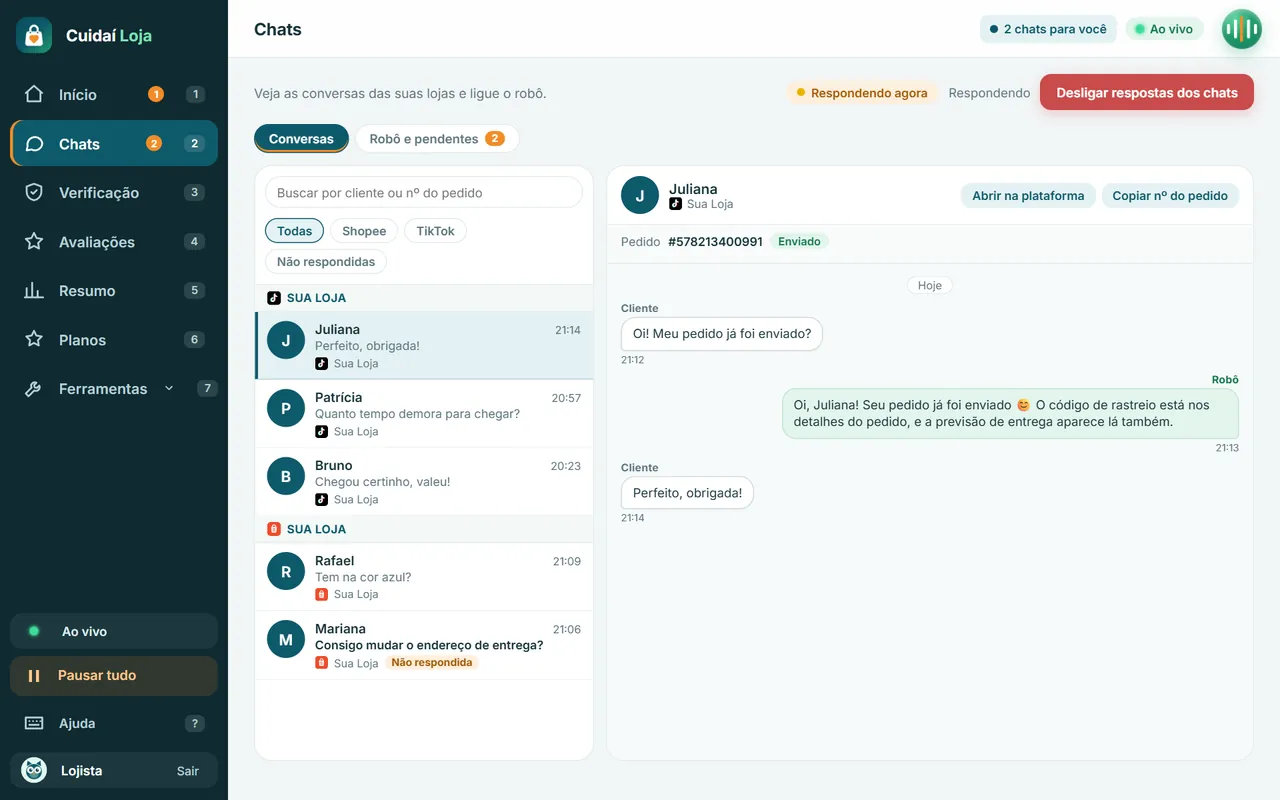 Cuidaí Loja
Início 1 1
Chats 2 2
Verificação 3
Avaliações 4
Resumo 5
Planos 6
Ferramentas 7
Ao vivo
Pausar tudo
Ajuda ?
Lojista Sair
Chats
2 chats para você
Ao vivo
Veja as conversas das suas lojas e ligue o robô.
Respondendo agora
Respondendo
Desligar respostas dos chats
Conversas
Robô e pendentes 2
Buscar por cliente ou nº do pedido
Todas Shopee TikTok
Não respondidas
SUA LOJA
J
Juliana 21:14
Perfeito, obrigada!
Sua Loja
P
Patrícia 20:57
Quanto tempo demora para chegar?
Sua Loja
B
Bruno 20:23
Chegou certinho, valeu!
Sua Loja
SUA LOJA
R
Rafael 21:09
Tem na cor azul?
Sua Loja
M
Mariana 21:06
Consigo mudar o endereço de entrega?
Sua Loja Não respondida
J
Juliana
Sua Loja
Abrir na plataforma
Copiar nº do pedido
Pedido #578213400991 Enviado
Hoje
Cliente
Oi! Meu pedido já foi enviado?
21:12
Robô
Oi, Juliana! Seu pedido já foi enviado 😊 O código de rastreio está nos
detalhes do pedido, e a previsão de entrega aparece lá também.
21:13
Cliente
Perfeito, obrigada!
21:14